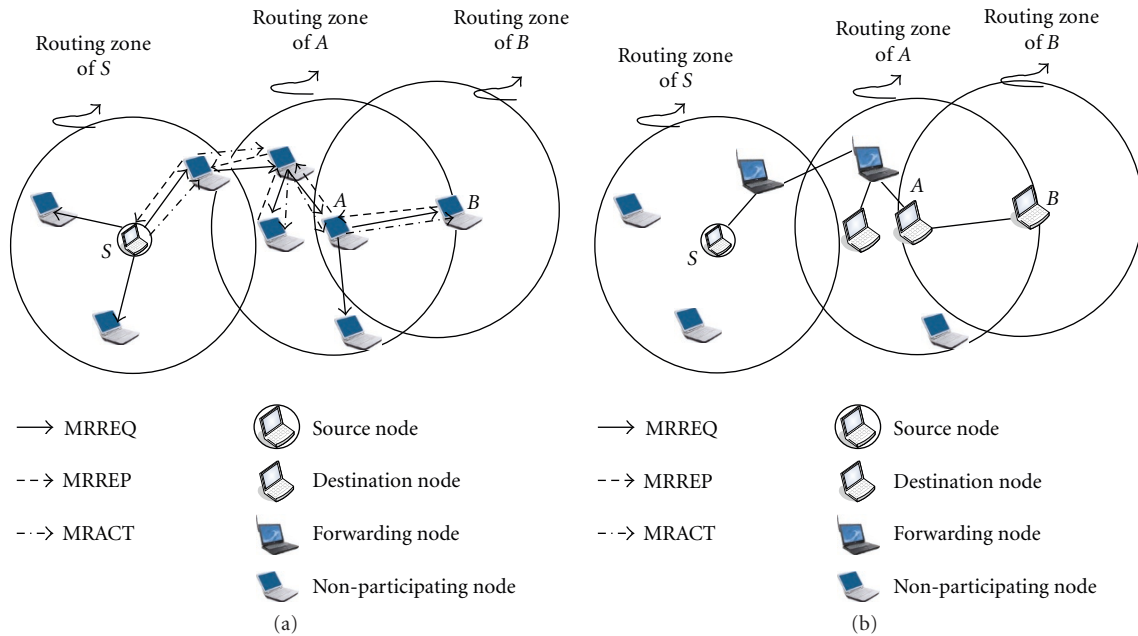 Routing zone
of S
Routing zone
of A
Routing zone
of B
S
A
B
MRREQ
MRREP
MRACT
Source node
Destination node
Forwarding node
Non-participating node
(a)
Routing zone
of S
Routing zone
of A
Routing zone
of B
S
A
B
MRREQ
MRREP
MRACT
Source node
Destination node
Forwarding node
Non-participating node
(b)